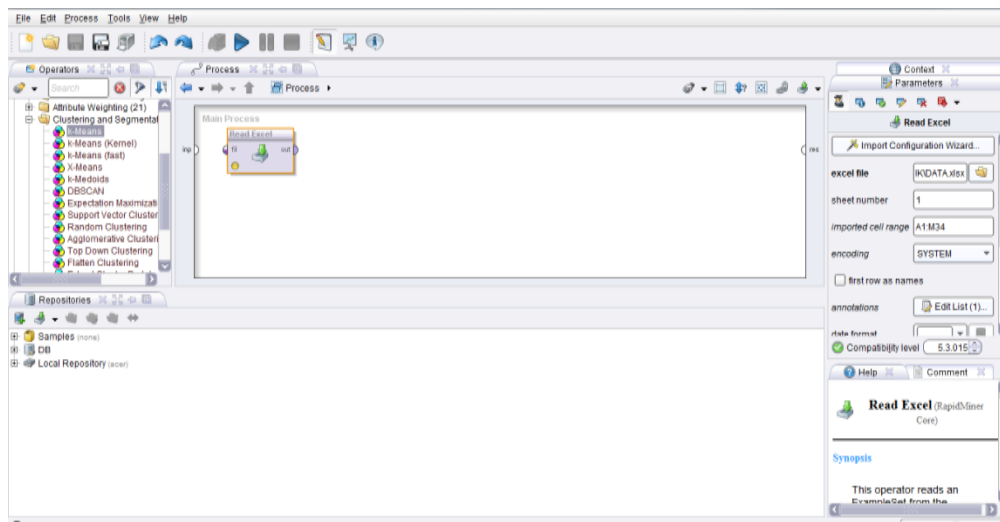 File Edit Process Tools View Help
Operators
Search
Attribute Weighting (21)
Clustering and Segmentat
k-Means
k-Means (Kernel)
k-Means (fast)
X-Means
k-Medoids
DBSCAN
Expectation Maximizati
Support Vector Cluster
Random Clustering
Agglomerative Clusteri
Top Down Clustering
Flatten Clustering
Process
Process
Main Process
Read Excel
inp
fil
out
res
Repositories
Samples (none)
DB
Local Repository (acer)
Context
Parameters
Read Excel
Import Configuration Wizard...
excel file
IK\DATA.xlsx
sheet number
1
imported cell range
A1:M34
encoding
SYSTEM
first row as names
annotations
Edit List (1)...
date format
Compatibility level
5.3.015
Help
Comment
Read Excel (RapidMiner
Core)
Synopsis
This operator reads an
ExampleSet from the